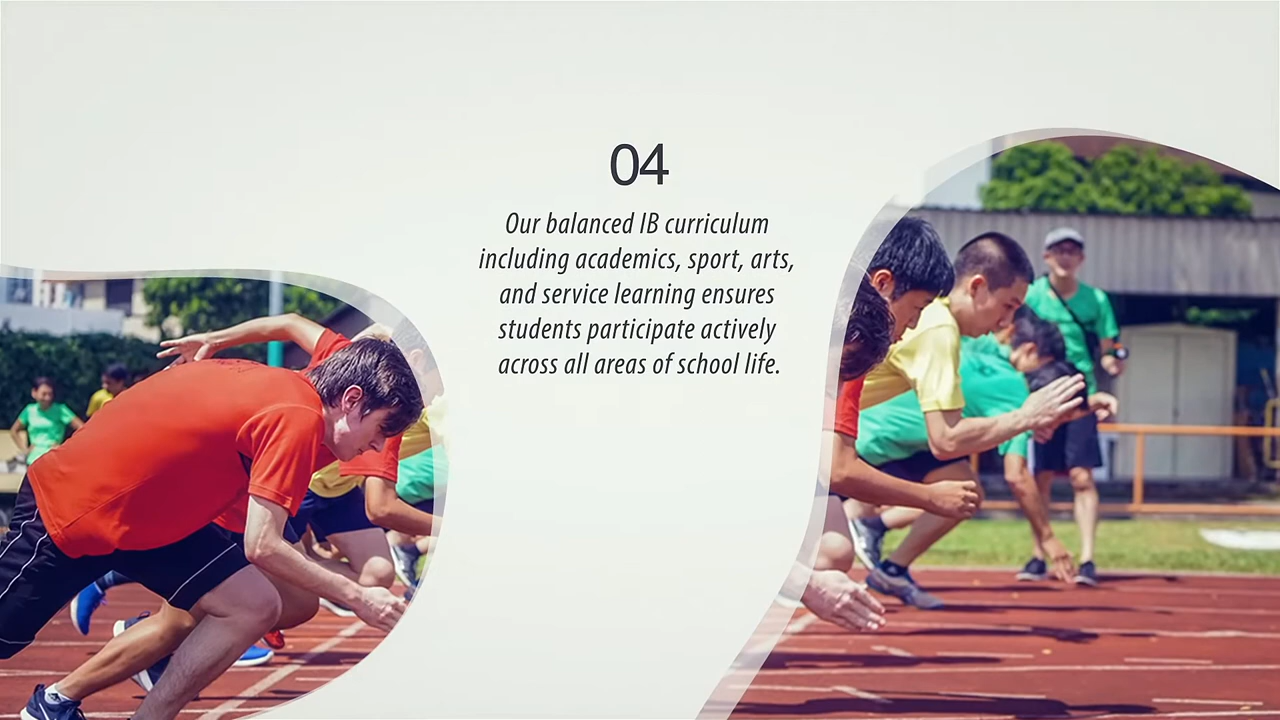 04
Our balanced IB curriculum
including academics, sport, arts,
and service learning ensures
students participate actively
across all areas of school life.